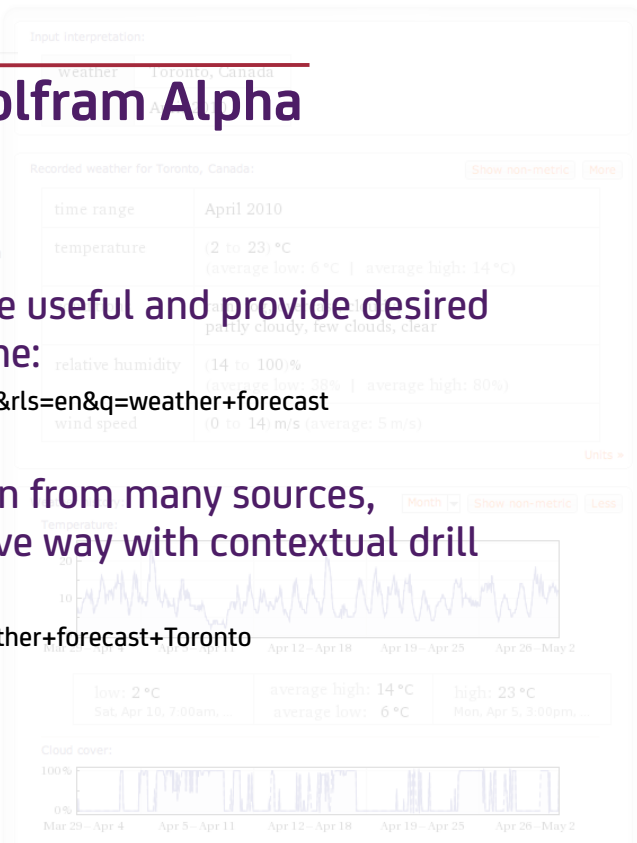 Input interpretation:
weather Toronto, Canada
olfram Alpha
Recorded weather for Toronto, Canada: Show non-metric More
time range April 2010
temperature (2 to 23) °C
(average low: 6 °C | average high: 14 °C)
e useful and provide desired
partly cloudy, few clouds, clear
ne:
relative humidity (14 to 100)%
(average low: 38% | average high: 80%)
&rls=en&q=weather+forecast
wind speed (0 to 14) m/s (average: 5 m/s)
Units »
n from many sources,
Month Show non-metric Less
Temperature:
ve way with contextual drill
20
10
ther+forecast+Toronto
Mar 29–Apr 4 Apr 5–Apr 11 Apr 12–Apr 18 Apr 19–Apr 25 Apr 26–May 2
low: 2 °C average high: 14 °C high: 23 °C
Sat, Apr 10, 7:00am, ... average low: 6 °C Mon, Apr 5, 3:00pm, ...
Cloud cover:
100%
0%
Mar 29–Apr 4 Apr 5–Apr 11 Apr 12–Apr 18 Apr 19–Apr 25 Apr 26–May 2